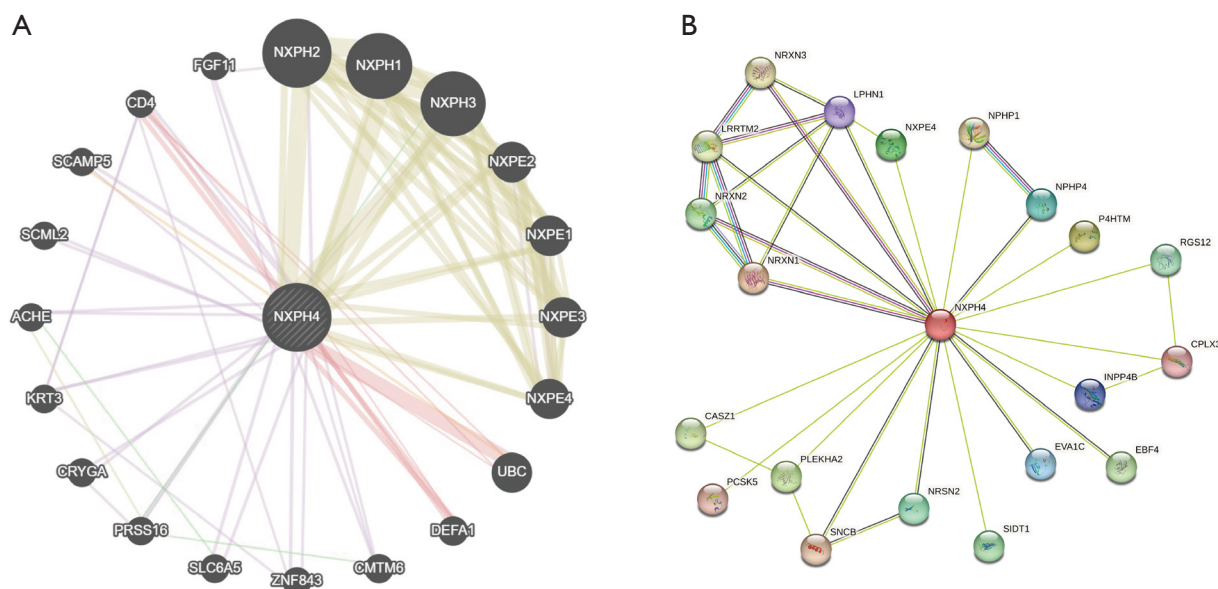 A
NXPH2
NXPH1
NXPH3
FGF11
CD4
SCAMP5
SCML2
ACHE
KRT3
CRYGA
PRSS16
SLC6A5
ZNF843
CMTM6
DEFA1
UBC
NXPE4
NXPE3
NXPE1
NXPE2
NXPH4
B
NRXN3
LPHN1
LRRTM2
NXPE4
NPHP1
NRXN2
NPHP4
P4HTM
RGS12
NRXN1
NXPH4
CPLX3
INPP4B
CASZ1
PLEKHA2
EVA1C
EBF4
PCSK5
NRSN2
SNCB
SIDT1